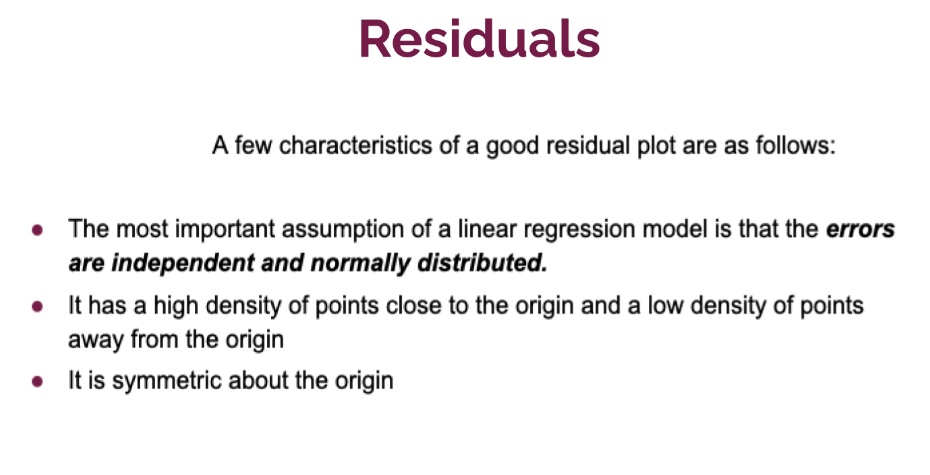 Residuals
A few characteristics of a good residual plot are as follows:
● The most important assumption of a linear regression model is that the errors
are independent and normally distributed.
● It has a high density of points close to the origin and a low density of points
away from the origin
● It is symmetric about the origin